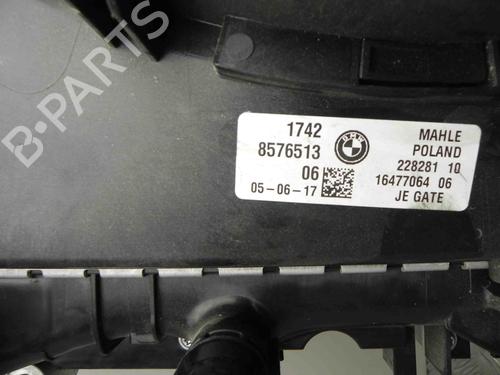 1742
8576513
06
05-06-17
BMW
MAHLE
POLAND
228281 10
16477064 06
JE GATE
B-PARTS